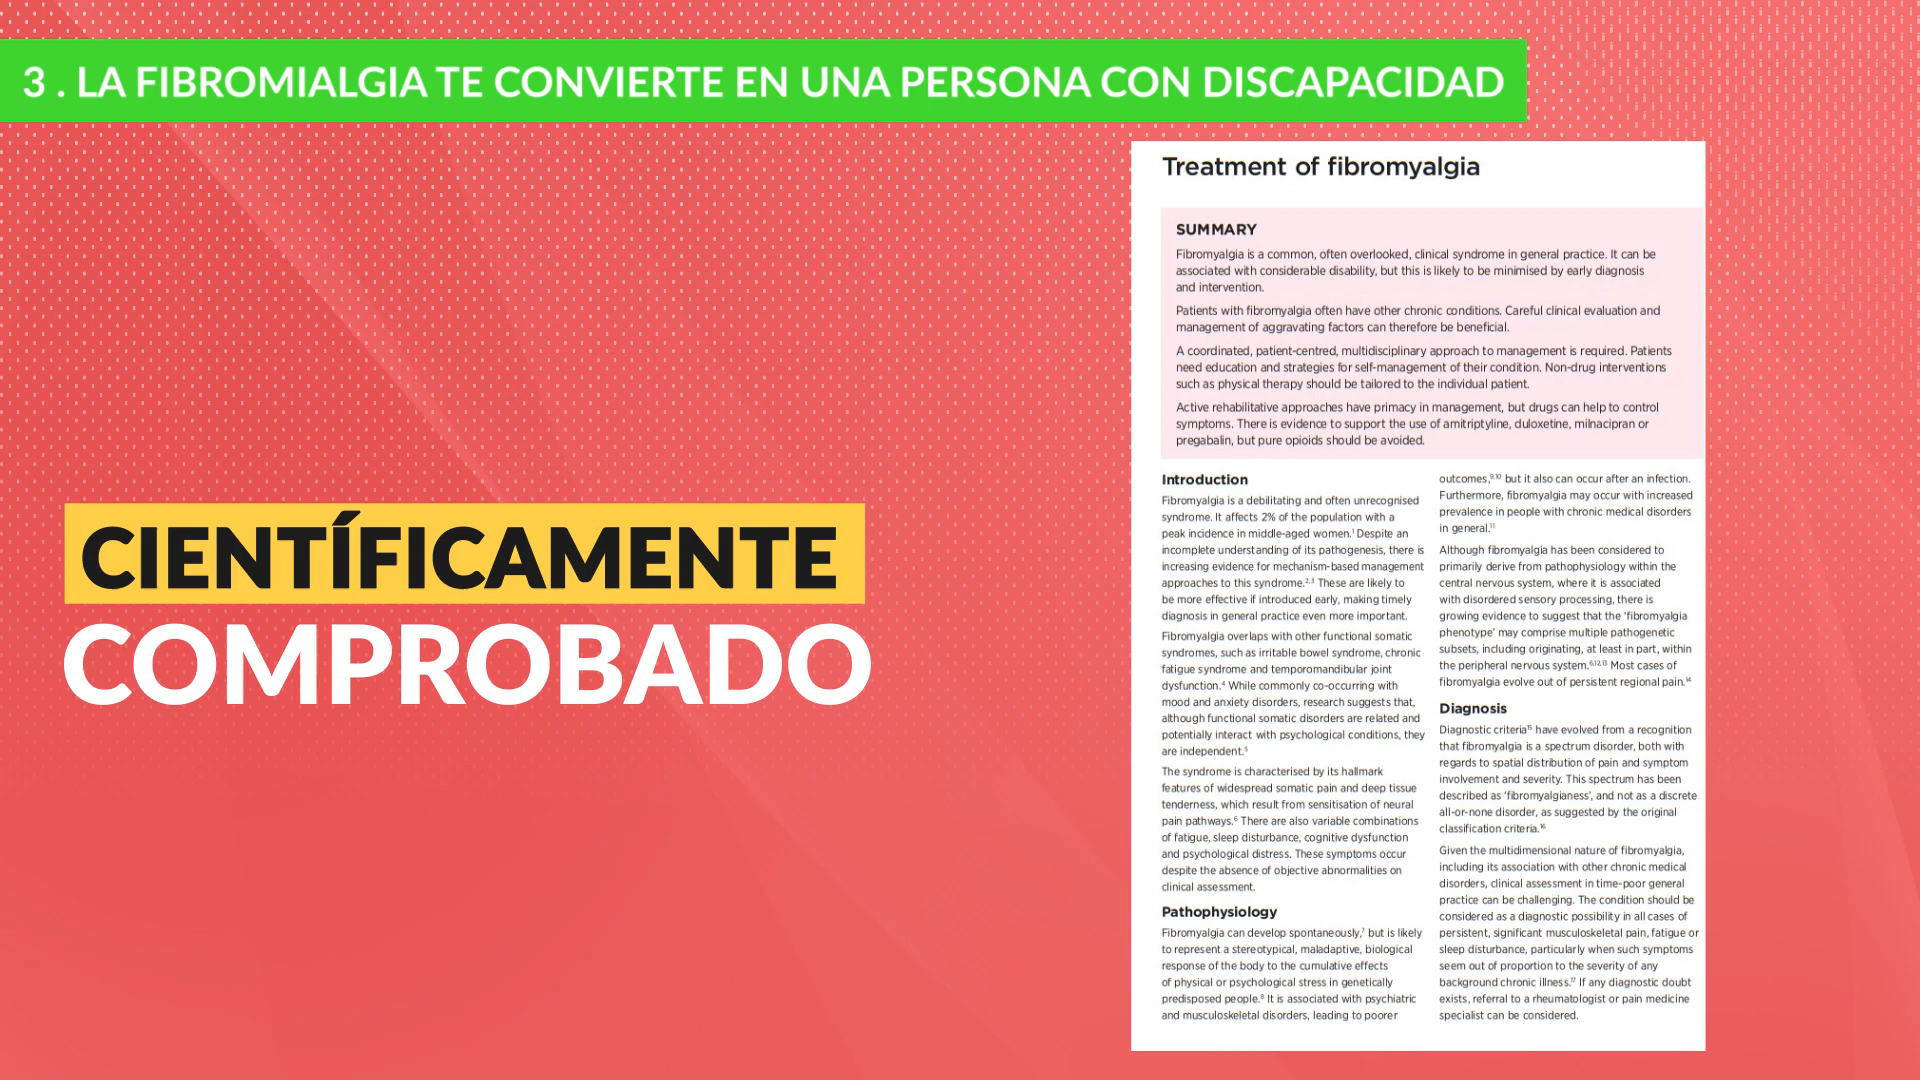 3 . LA FIBROMIALGIA TE CONVIERTE EN UNA PERSONA CON DISCAPACIDAD
CIENTÍFICAMENTE
COMPROBADO
Treatment of fibromyalgia
SUMMARY
Fibromyalgia is a common, often overlooked, clinical syndrome in general practice. It can be
associated with considerable disability, but this is likely to be minimised by early diagnosis
and intervention.
Patients with fibromyalgia often have other chronic conditions. Careful clinical evaluation and
management of aggravating factors can therefore be beneficial.
A coordinated, patient-centred, multidisciplinary approach to management is required. Patients
need education and strategies for self-management of their condition. Non-drug interventions
such as physical therapy should be tailored to the individual patient.
Active rehabilitative approaches have primacy in management, but drugs can help to control
symptoms. There is evidence to support the use of amitriptyline, duloxetine, milnacipran or
pregabalin, but pure opioids should be avoided.
Introduction
Fibromyalgia is a debilitating and often unrecognised
syndrome. It affects 2% of the population with a
peak incidence in middle-aged women.¹ Despite an
incomplete understanding of its pathogenesis, there is
increasing evidence for mechanism-based management
approaches to this syndrome.²,³ These are likely to
be more effective if introduced early, making timely
diagnosis in general practice even more important.
Fibromyalgia overlaps with other functional somatic
syndromes, such as irritable bowel syndrome, chronic
fatigue syndrome and temporomandibular joint
dysfunction.⁴ While commonly co-occurring with
mood and anxiety disorders, research suggests that,
although functional somatic disorders are related and
potentially interact with psychological conditions, they
are independent.⁵
The syndrome is characterised by its hallmark
features of widespread somatic pain and deep tissue
tenderness, which result from sensitisation of neural
pain pathways.⁶ There are also variable combinations
of fatigue, sleep disturbance, cognitive dysfunction
and psychological distress. These symptoms occur
despite the absence of objective abnormalities on
clinical assessment.
Pathophysiology
Fibromyalgia can develop spontaneously,⁷ but is likely
to represent a stereotypical, maladaptive, biological
response of the body to the cumulative effects
of physical or psychological stress in genetically
predisposed people.⁸ It is associated with psychiatric
and musculoskeletal disorders, leading to poorer
outcomes,⁹,¹⁰ but it also can occur after an infection.
Furthermore, fibromyalgia may occur with increased
prevalence in people with chronic medical disorders
in general.¹¹
Although fibromyalgia has been considered to
primarily derive from pathophysiology within the
central nervous system, where it is associated
with disordered sensory processing, there is
growing evidence to suggest that the 'fibromyalgia
phenotype' may comprise multiple pathogenetic
subsets, including originating, at least in part, within
the peripheral nervous system.⁶,¹²,¹³ Most cases of
fibromyalgia evolve out of persistent regional pain.¹⁴
Diagnosis
Diagnostic criteria¹⁵ have evolved from a recognition
that fibromyalgia is a spectrum disorder, both with
regards to spatial distribution of pain and symptom
involvement and severity. This spectrum has been
described as 'fibromyalgianess', and not as a discrete
all-or-none disorder, as suggested by the original
classification criteria.¹⁶
Given the multidimensional nature of fibromyalgia,
including its association with other chronic medical
disorders, clinical assessment in time-poor general
practice can be challenging. The condition should be
considered as a diagnostic possibility in all cases of
persistent, significant musculoskeletal pain, fatigue or
sleep disturbance, particularly when such symptoms
seem out of proportion to the severity of any
background chronic illness.¹⁷ If any diagnostic doubt
exists, referral to a rheumatologist or pain medicine
specialist can be considered.